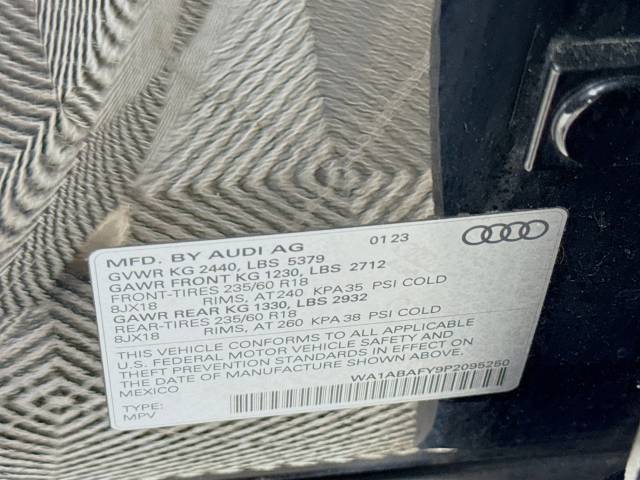 MFD. BY AUDI AG 01 23
GVWR KG 2440, LBS 5379
GAWR FRONT KG 1230, LBS 2712
FRONT-TIRES 235/60 R18
8JX18 RIMS, AT 240 KPA 35 PSI COLD
GAWR REAR KG 1330, LBS 2932
REAR-TIRES 235/60 R18
8JX18 RIMS, AT 260 KPA 38 PSI COLD
THIS VEHICLE CONFORMS TO ALL APPLICABLE
U.S. FEDERAL MOTOR VEHICLE SAFETY AND
THEFT PREVENTION STANDARDS IN EFFECT ON
THE DATE OF MANUFACTURE SHOWN ABOVE.
MEXICO WA1ABAFY9P2095250
TYPE:
MPV